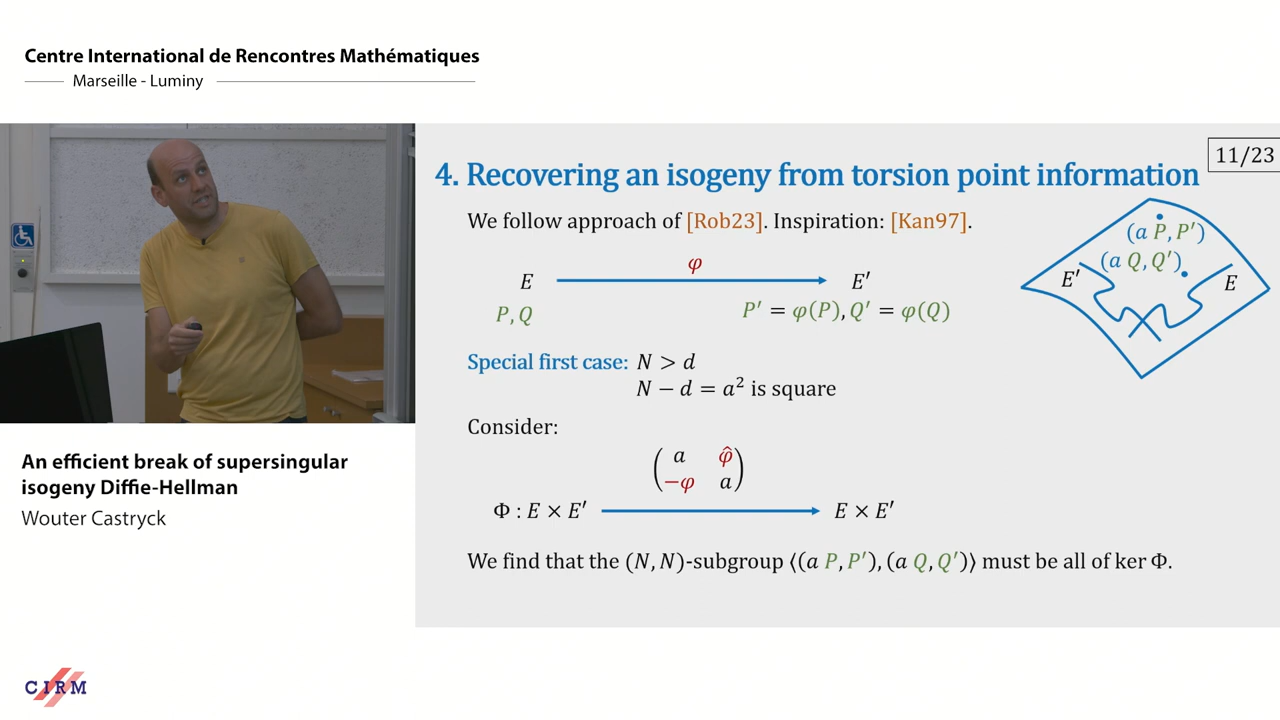 Centre International de Rencontres Mathématiques
Marseille - Luminy
11/23
4. Recovering an isogeny from torsion point information
We follow approach of [Rob23]. Inspiration: [Kan97].
(a P, P′)
(a Q, Q′)
E′ E
φ
E E′
P, Q P′ = φ(P), Q′ = φ(Q)
Special first case: N > d
N − d = a² is square
Consider:
( a φ̂ )
( −φ a )
Φ : E × E′ E × E′
We find that the (N, N)-subgroup ⟨(a P, P′), (a Q, Q′)⟩ must be all of ker Φ.
An efficient break of supersingular
isogeny Diffie-Hellman
Wouter Castryck
CIRM